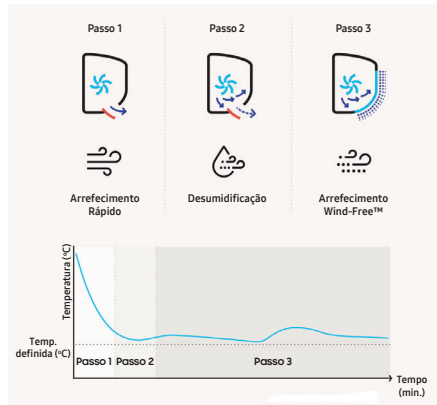 Passo 1
Passo 2
Passo 3
Arrefecimento
Rápido
Desumidificação
Arrefecimento
Wind-Free™
Temperatura (ºC)
Temp.
definida (ºC)
Passo 1
Passo 2
Passo 3
Tempo
(min.)